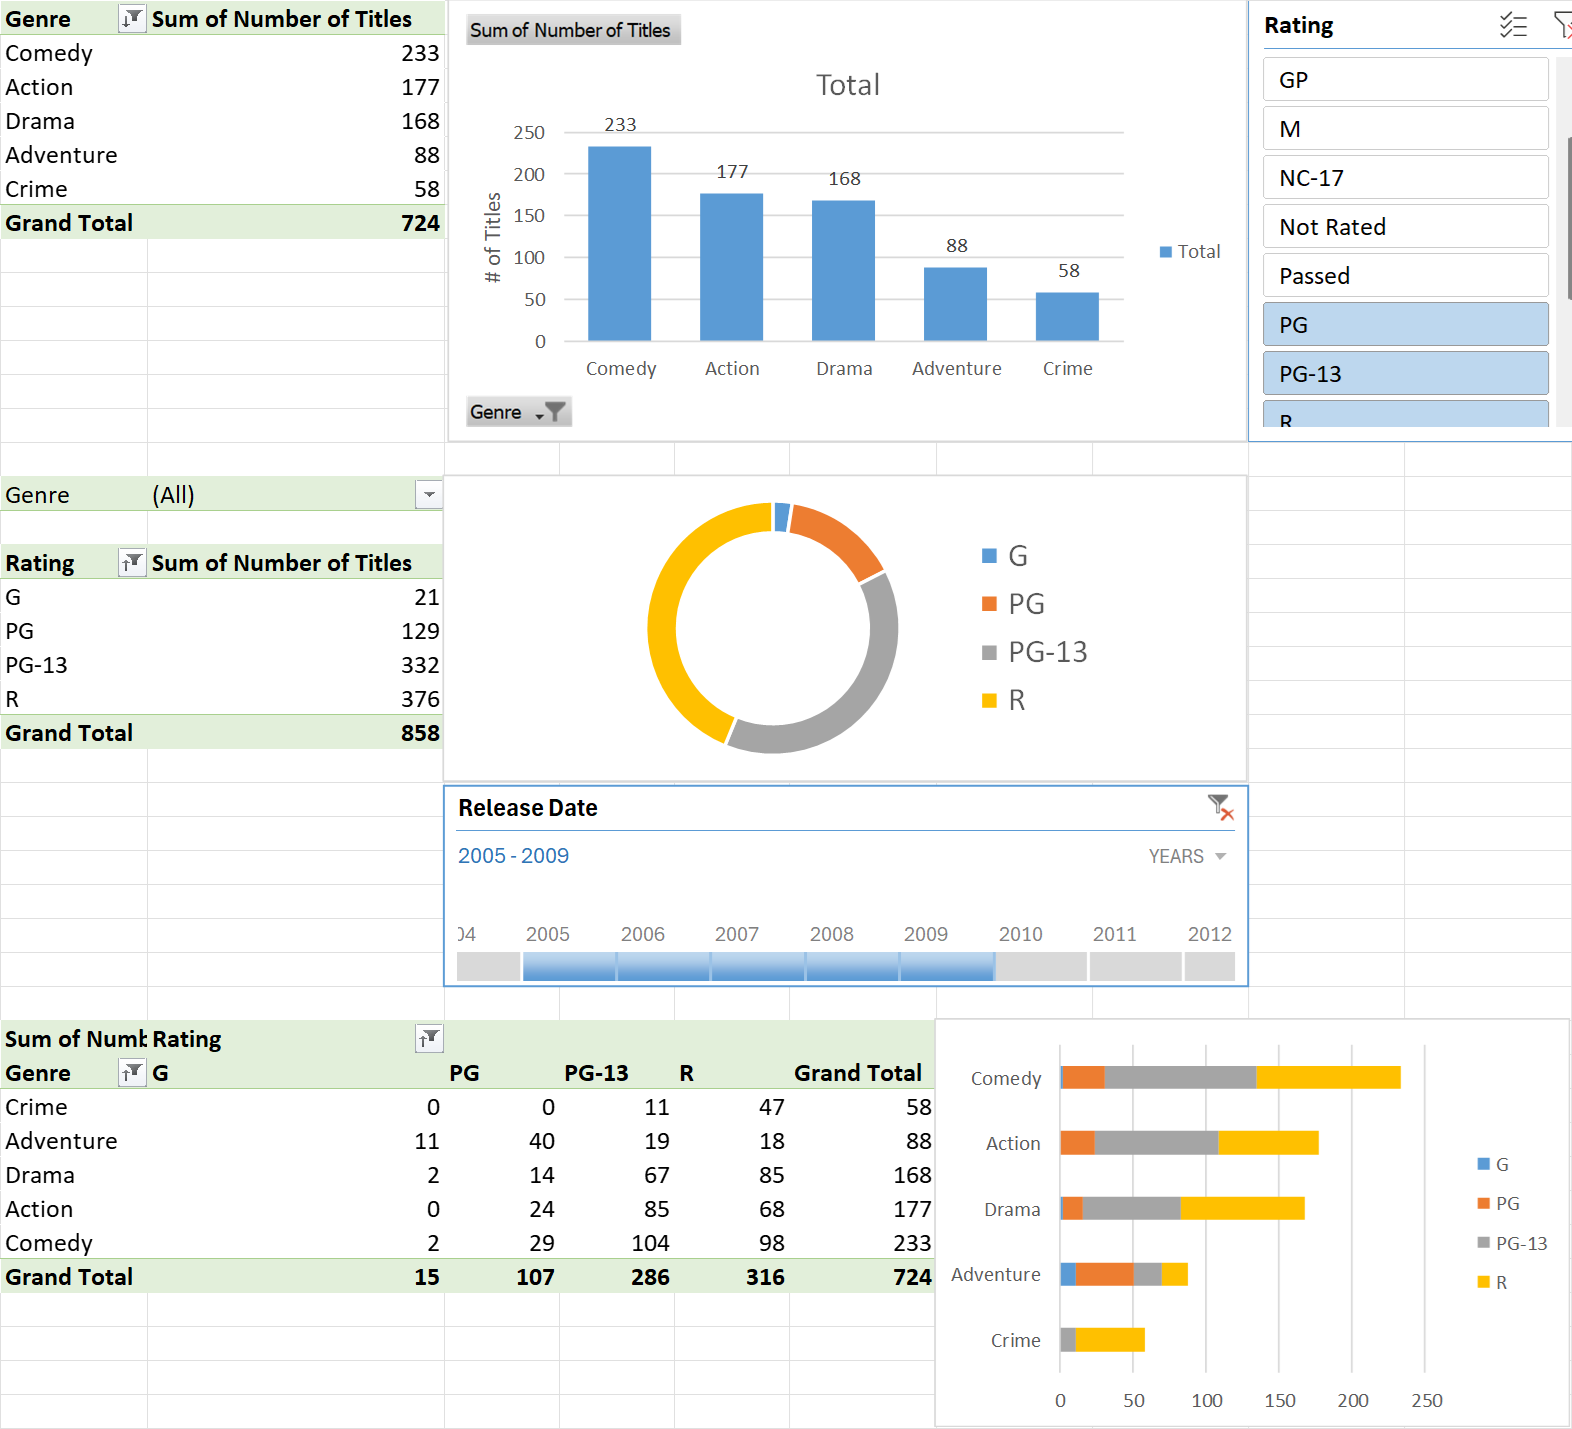 Genre Sum of Number of Titles
Comedy 233
Action 177
Drama 168
Adventure 88
Crime 58
Grand Total 724
Sum of Number of Titles
Total
# of Titles
250
200
150
100
50
0
233
177
168
88
58
Comedy Action Drama Adventure Crime
Total
Genre
Rating
GP
M
NC-17
Not Rated
Passed
PG
PG-13
R
Genre (All)
Rating Sum of Number of Titles
G 21
PG 129
PG-13 332
R 376
Grand Total 858
G
PG
PG-13
R
Release Date
2005 - 2009 YEARS
04 2005 2006 2007 2008 2009 2010 2011 2012
Sum of Numb Rating
Genre G PG PG-13 R Grand Total
Crime 0 0 11 47 58
Adventure 11 40 19 18 88
Drama 2 14 67 85 168
Action 0 24 85 68 177
Comedy 2 29 104 98 233
Grand Total 15 107 286 316 724
Comedy
Action
Drama
Adventure
Crime
0 50 100 150 200 250
G
PG
PG-13
R